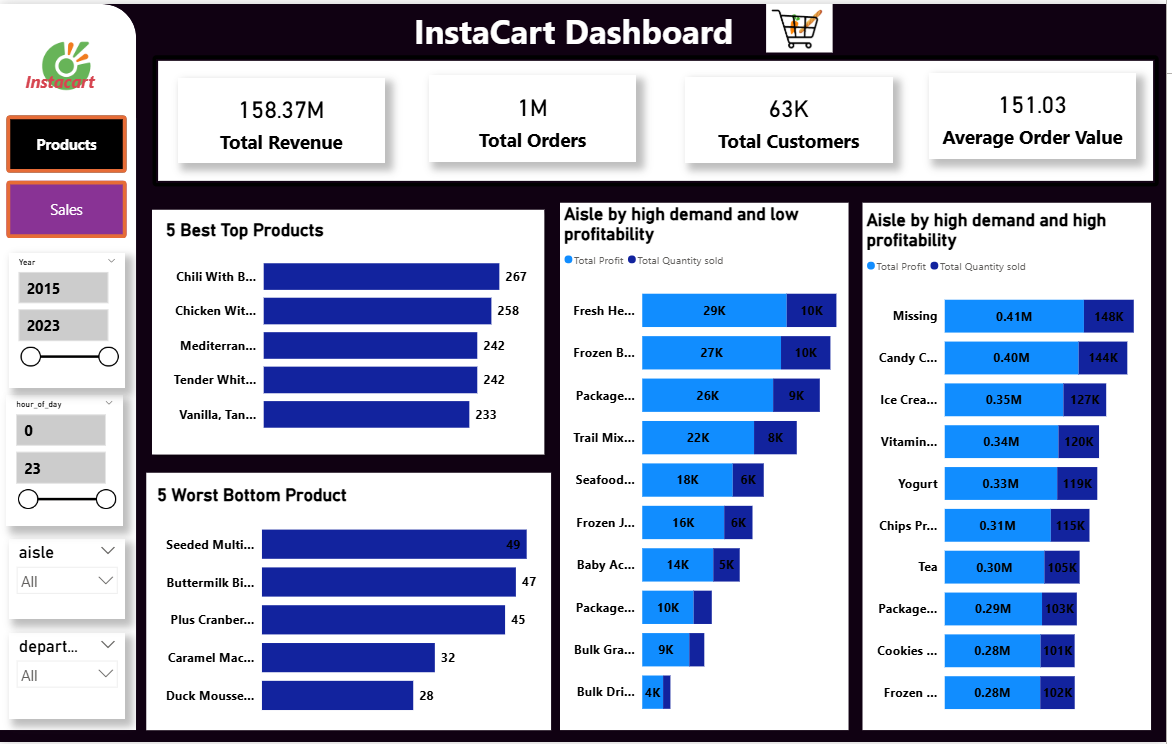 InstaCart Dashboard
Instacart
Products
Sales
Year
2015
2023
hour_of_day
0
23
aisle
All
depart...
All
158.37M
Total Revenue
1M
Total Orders
63K
Total Customers
151.03
Average Order Value
5 Best Top Products
Chili With B... 267
Chicken Wit... 258
Mediterran... 242
Tender Whit... 242
Vanilla, Tan... 233
5 Worst Bottom Product
Seeded Multi... 49
Buttermilk Bi... 47
Plus Cranber... 45
Caramel Mac... 32
Duck Mousse... 28
Aisle by high demand and low
profitability
Total Profit Total Quantity sold
Fresh He... 29K 10K
Frozen B... 27K 10K
Package... 26K 9K
Trail Mix... 22K 8K
Seafood... 18K 6K
Frozen J... 16K 6K
Baby Ac... 14K 5K
Package... 10K
Bulk Gra... 9K
Bulk Dri... 4K
Aisle by high demand and high
profitability
Total Profit Total Quantity sold
Missing 0.41M 148K
Candy C... 0.40M 144K
Ice Crea... 0.35M 127K
Vitamin... 0.34M 120K
Yogurt 0.33M 119K
Chips Pr... 0.31M 115K
Tea 0.30M 105K
Package... 0.29M 103K
Cookies ... 0.28M 101K
Frozen ... 0.28M 102K